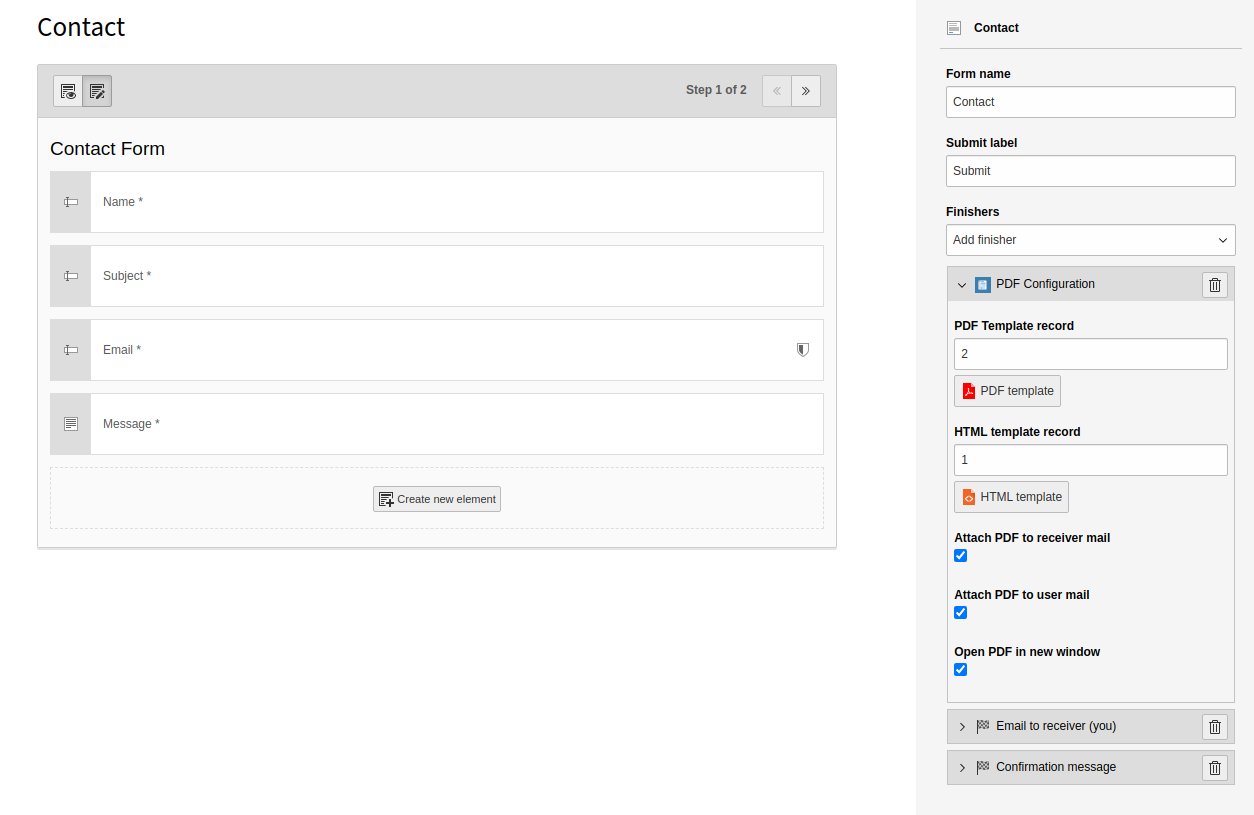 Contact
Step 1 of 2
Contact Form
Name *
Subject *
Email *
Message *
Create new element
Contact
Form name
Contact
Submit label
Submit
Finishers
Add finisher
PDF Configuration
PDF Template record
2
PDF template
HTML template record
1
HTML template
Attach PDF to receiver mail
Attach PDF to user mail
Open PDF in new window
Email to receiver (you)
Confirmation message